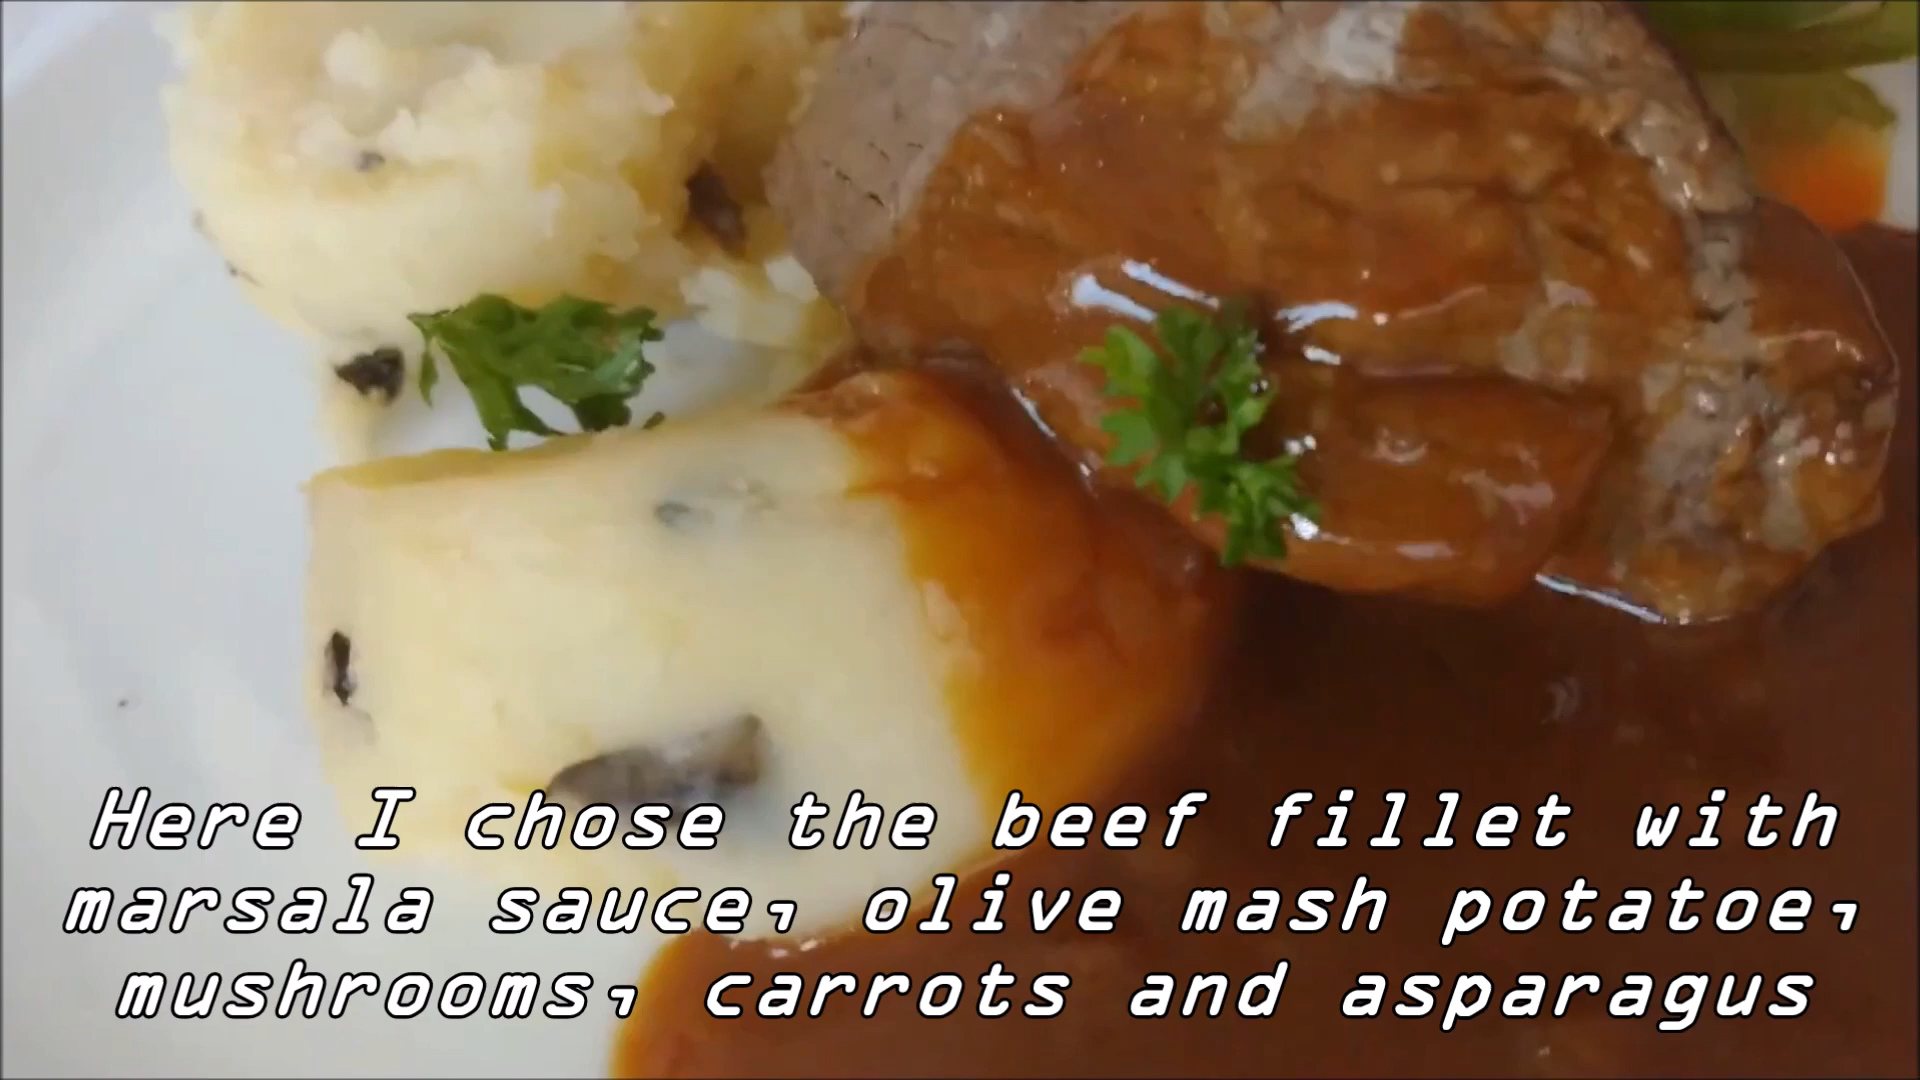 Here I chose the beef fillet with
marsala sauce, olive mash potatoe,
mushrooms, carrots and asparagus